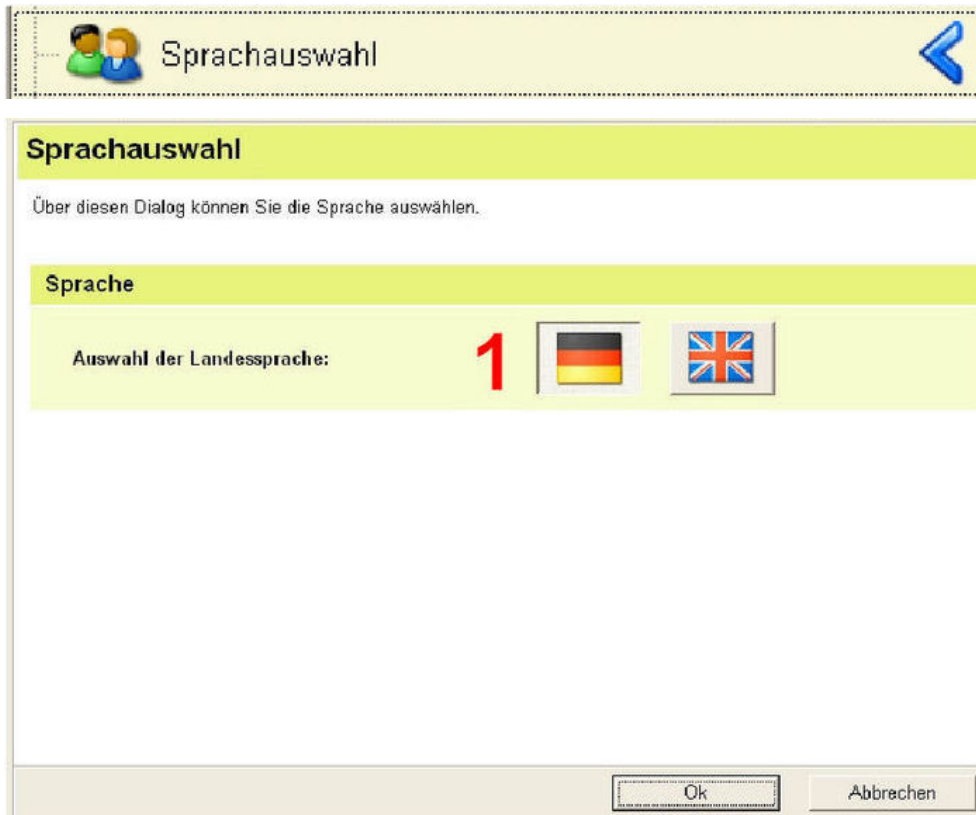 Sprachauswahl
Sprachauswahl
Über diesen Dialog können Sie die Sprache auswählen.
Sprache
Auswahl der Landessprache: 1
Ok Abbrechen